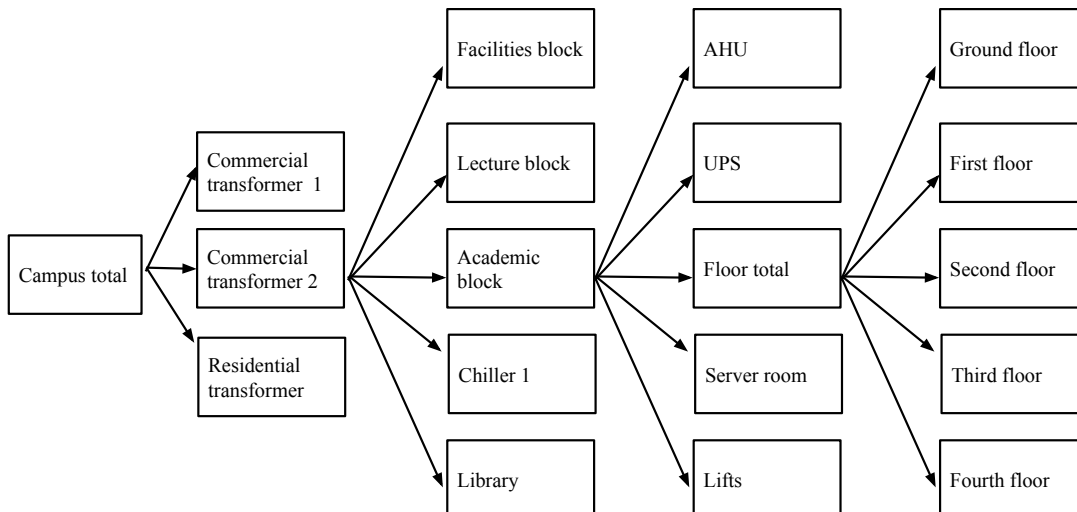 Campus total
Commercial
transformer 1
Commercial
transformer 2
Residential
transformer
Facilities block
Lecture block
Academic
block
Chiller 1
Library
AHU
UPS
Floor total
Server room
Lifts
Ground floor
First floor
Second floor
Third floor
Fourth floor